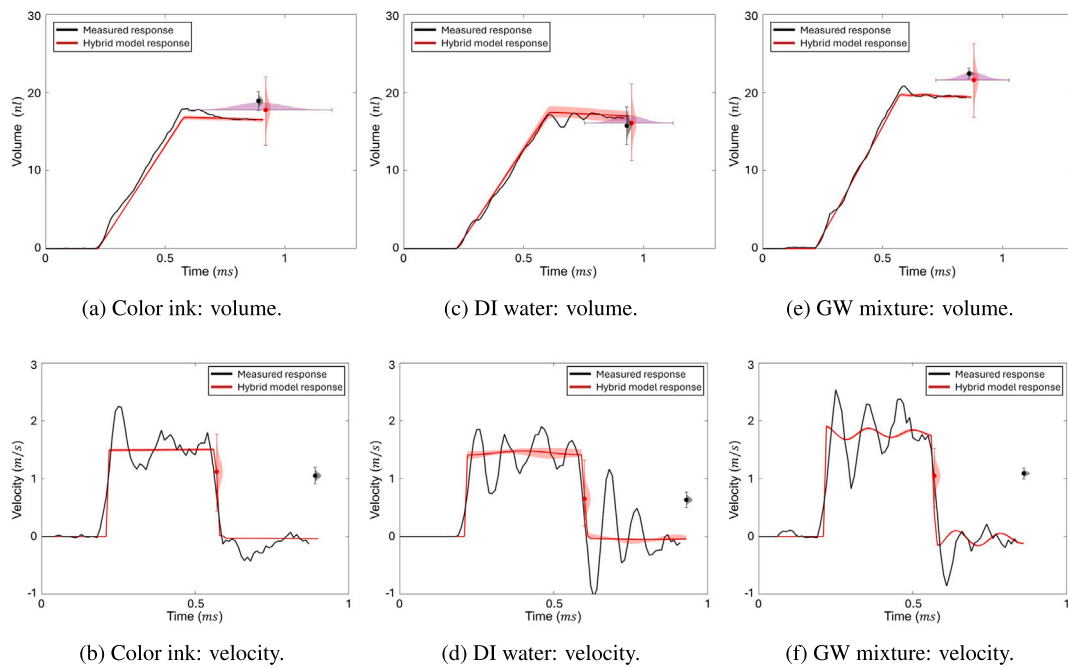 30
Measured response
Hybrid model response
20
10
0
Volume (nl)
0
0.5
1
Time (ms)
(a) Color ink: volume.
30
Measured response
Hybrid model response
20
10
0
Volume (nl)
0
0.5
1
Time (ms)
(c) DI water: volume.
30
Measured response
Hybrid model response
20
10
0
Volume (nl)
0
0.5
1
Time (ms)
(e) GW mixture: volume.
3
Measured response
Hybrid model response
2
1
0
-1
Velocity (m/s)
0
0.5
1
Time (ms)
(b) Color ink: velocity.
3
Measured response
Hybrid model response
2
1
0
-1
Velocity (m/s)
0
0.5
1
Time (ms)
(d) DI water: velocity.
3
Measured response
Hybrid model response
2
1
0
-1
Velocity (m/s)
0
0.5
1
Time (ms)
(f) GW mixture: velocity.